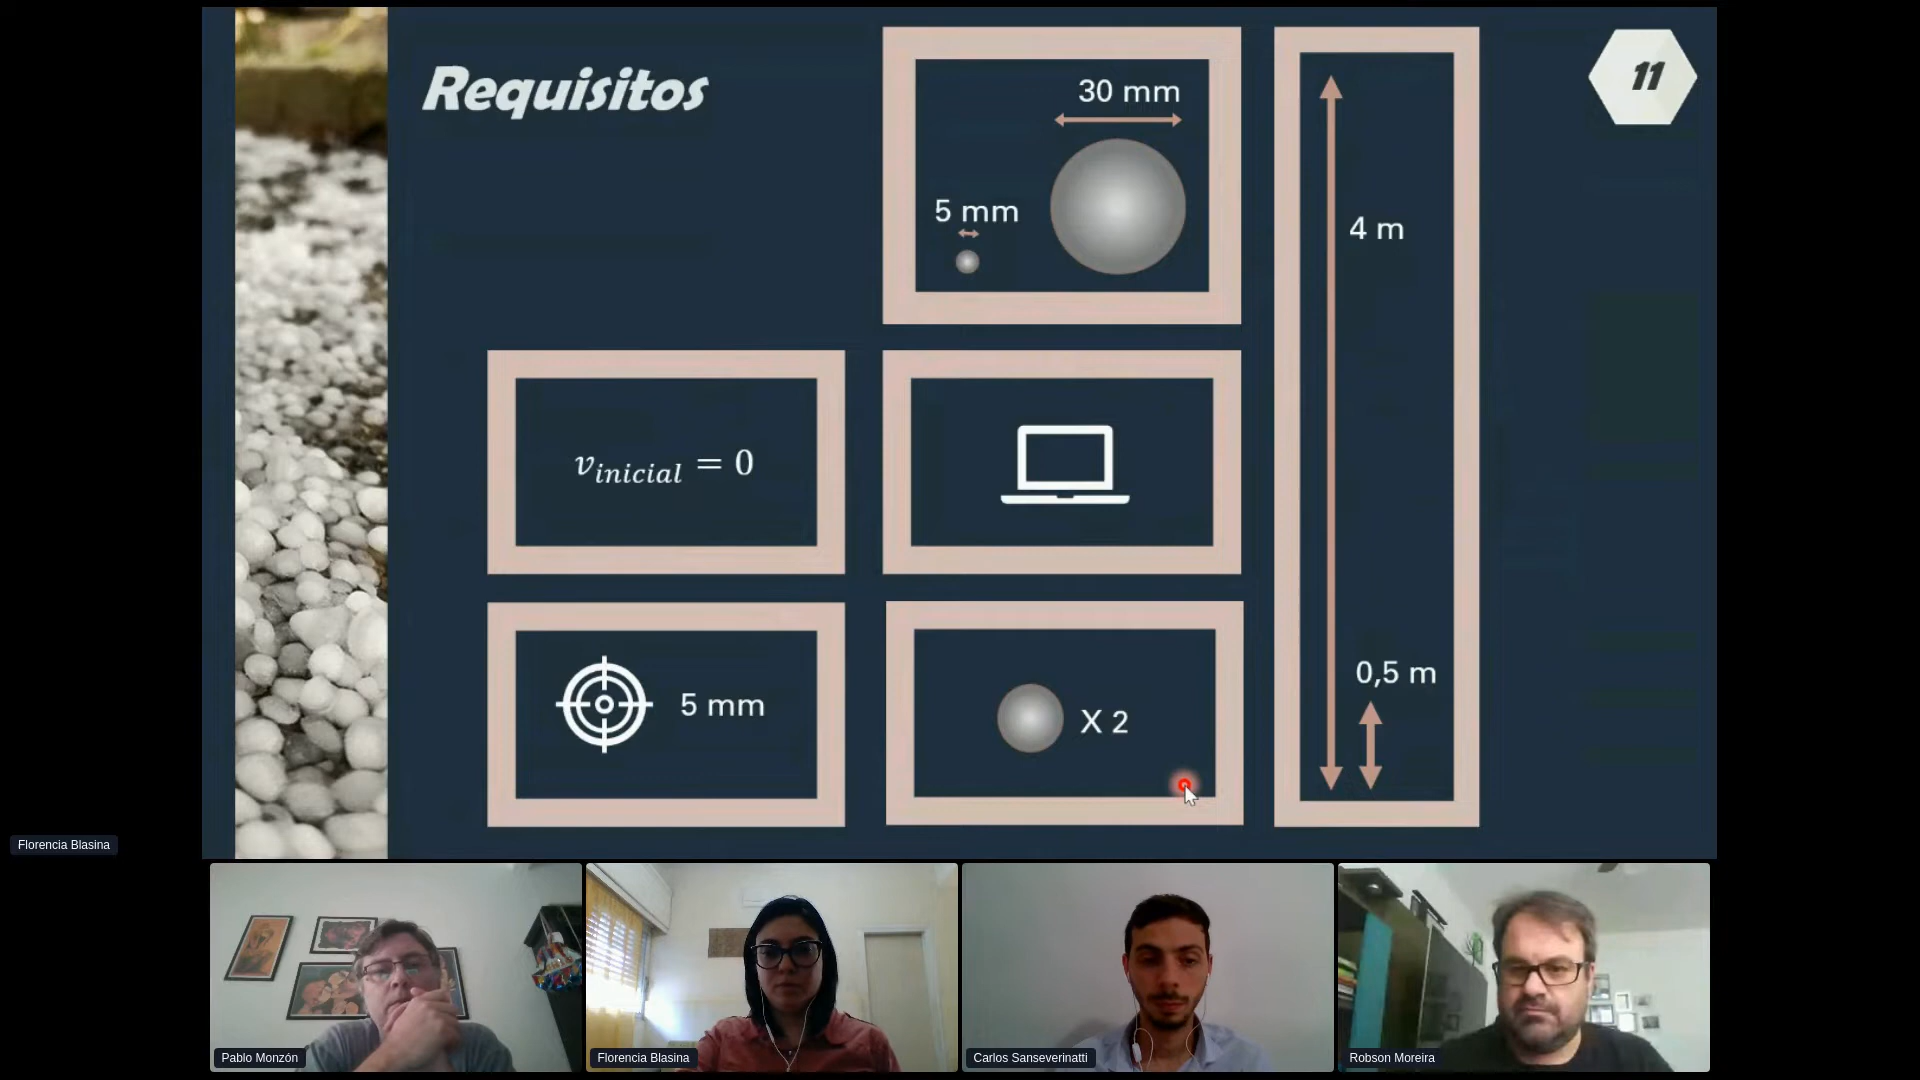 Requisitos
30 mm
5 mm
4 m
11
v_inicial = 0
5 mm
X 2
0,5 m
Florencia Blasina
Pablo Monzón
Florencia Blasina
Carlos Sanseverinatti
Robson Moreira